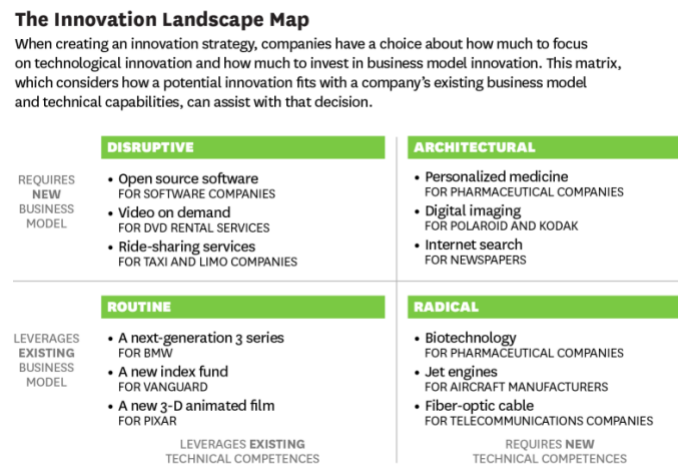 The Innovation Landscape Map
When creating an innovation strategy, companies have a choice about how much to focus
on technological innovation and how much to invest in business model innovation. This matrix,
which considers how a potential innovation fits with a company’s existing business model
and technical capabilities, can assist with that decision.
REQUIRES
NEW
BUSINESS
MODEL
DISRUPTIVE
• Open source software
FOR SOFTWARE COMPANIES
• Video on demand
FOR DVD RENTAL SERVICES
• Ride-sharing services
FOR TAXI AND LIMO COMPANIES
ARCHITECTURAL
• Personalized medicine
FOR PHARMACEUTICAL COMPANIES
• Digital imaging
FOR POLAROID AND KODAK
• Internet search
FOR NEWSPAPERS
LEVERAGES
EXISTING
BUSINESS
MODEL
ROUTINE
• A next-generation 3 series
FOR BMW
• A new index fund
FOR VANGUARD
• A new 3-D animated film
FOR PIXAR
RADICAL
• Biotechnology
FOR PHARMACEUTICAL COMPANIES
• Jet engines
FOR AIRCRAFT MANUFACTURERS
• Fiber-optic cable
FOR TELECOMMUNICATIONS COMPANIES
LEVERAGES EXISTING
TECHNICAL COMPETENCES
REQUIRES NEW
TECHNICAL COMPETENCES